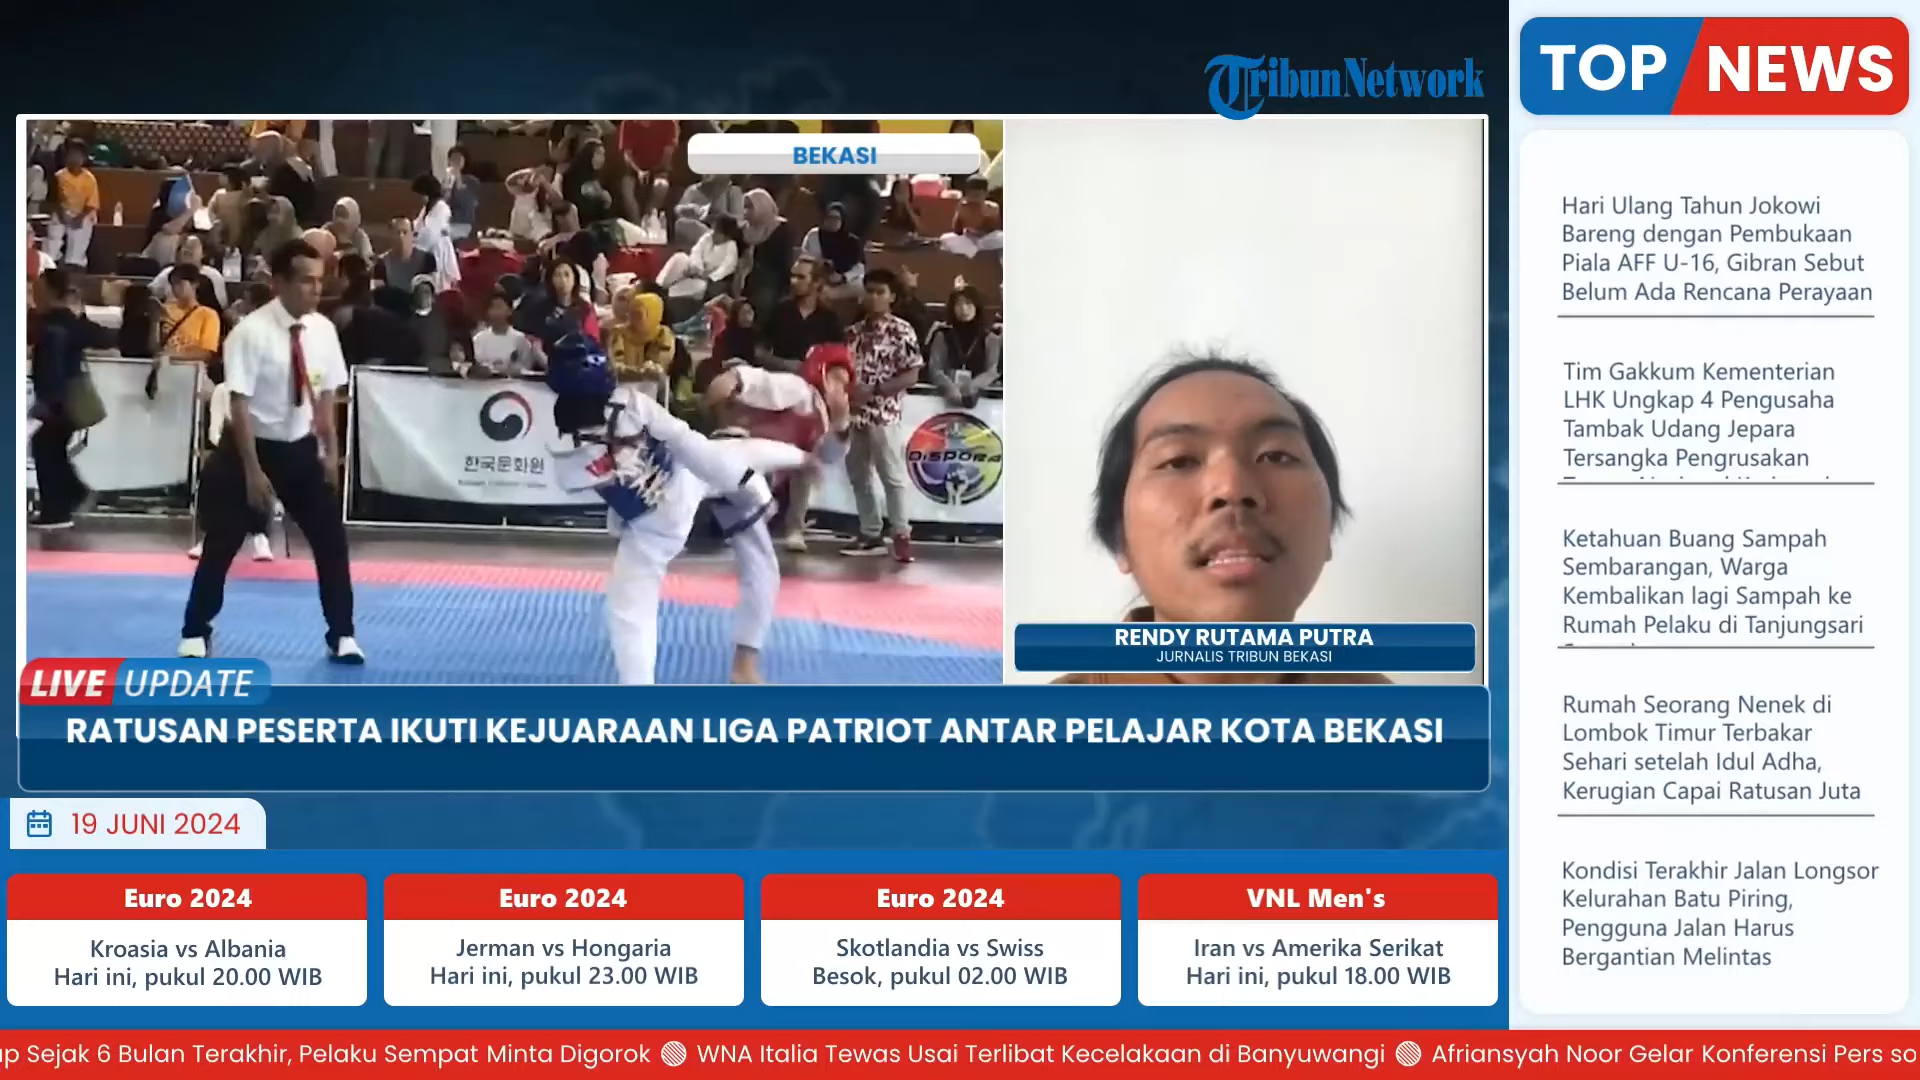 TribunNetwork
TOP NEWS
BEKASI
한국문화원
DISPORA
RENDY RUTAMA PUTRA
JURNALIS TRIBUN BEKASI
LIVE UPDATE
RATUSAN PESERTA IKUTI KEJUARAAN LIGA PATRIOT ANTAR PELAJAR KOTA BEKASI
19 JUNI 2024
Euro 2024
Kroasia vs Albania
Hari ini, pukul 20.00 WIB
Euro 2024
Jerman vs Hongaria
Hari ini, pukul 23.00 WIB
Euro 2024
Skotlandia vs Swiss
Besok, pukul 02.00 WIB
VNL Men's
Iran vs Amerika Serikat
Hari ini, pukul 18.00 WIB
Hari Ulang Tahun Jokowi
Bareng dengan Pembukaan
Piala AFF U-16, Gibran Sebut
Belum Ada Rencana Perayaan
Tim Gakkum Kementerian
LHK Ungkap 4 Pengusaha
Tambak Udang Jepara
Tersangka Pengrusakan
Ketahuan Buang Sampah
Sembarangan, Warga
Kembalikan lagi Sampah ke
Rumah Pelaku di Tanjungsari
Rumah Seorang Nenek di
Lombok Timur Terbakar
Sehari setelah Idul Adha,
Kerugian Capai Ratusan Juta
Kondisi Terakhir Jalan Longsor
Kelurahan Batu Piring,
Pengguna Jalan Harus
Bergantian Melintas
Sejak 6 Bulan Terakhir, Pelaku Sempat Minta Digorok WNA Italia Tewas Usai Terlibat Kecelakaan di Banyuwangi Afriansyah Noor Gelar Konferensi Pers